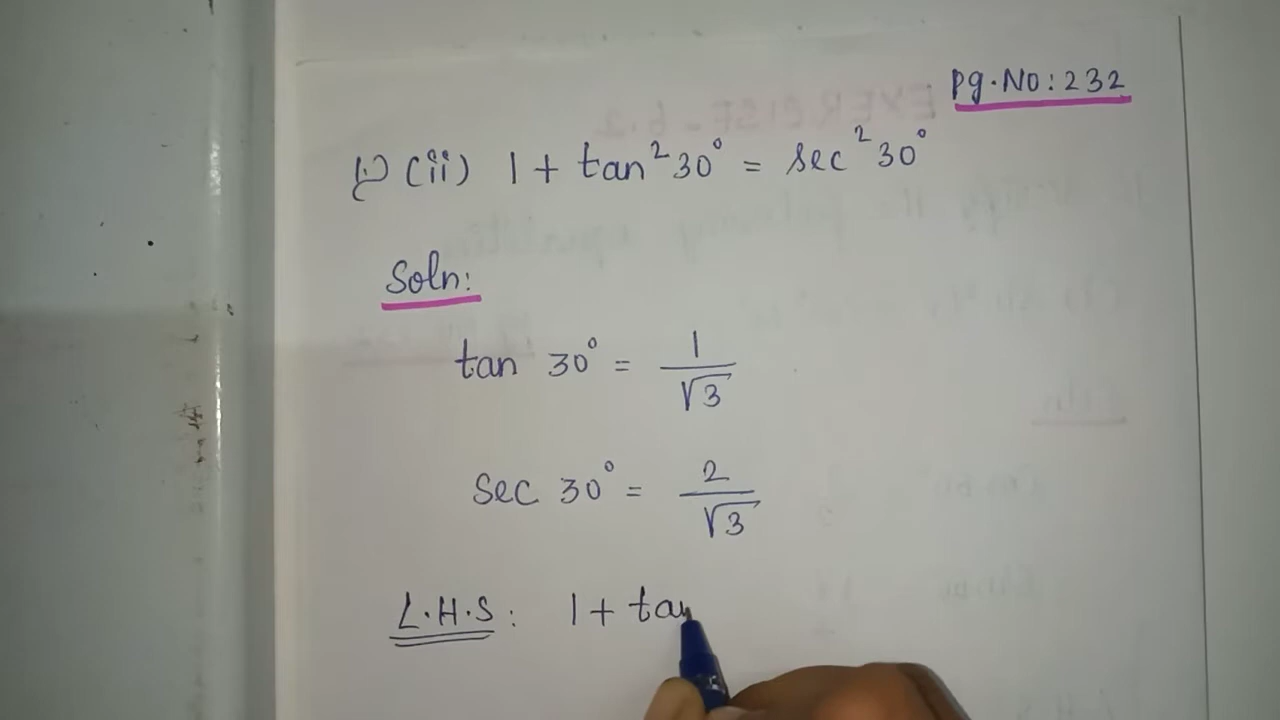 Pg.No:232
1.) (ii) 1 + tan²30° = sec²30°
Soln:
tan 30° = 1/√3
sec 30° = 2/√3
L.H.S: 1 + tan